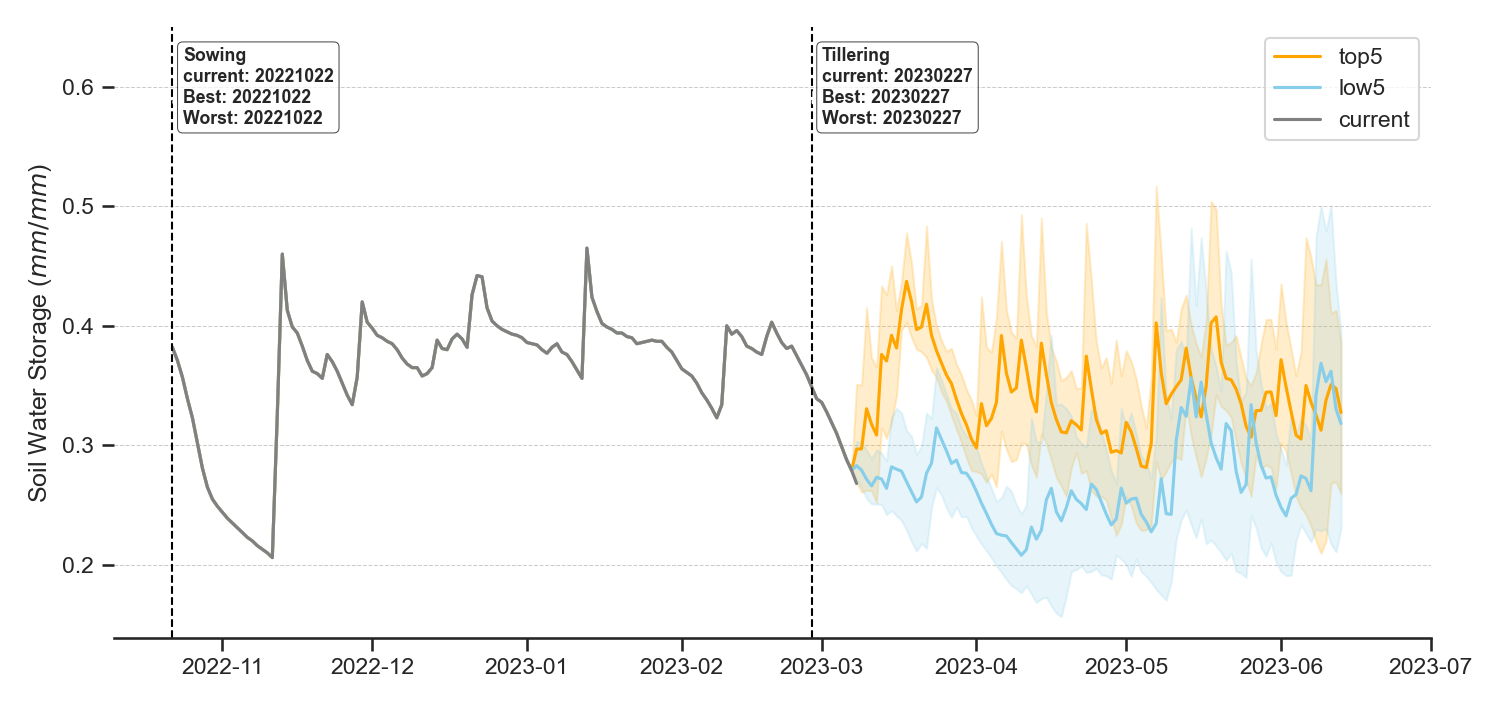 Sowing
current: 20221022
Best: 20221022
Worst: 20221022
Tillering
current: 20230227
Best: 20230227
Worst: 20230227
top5
low5
current
Soil Water Storage (mm/mm)
0.6
0.5
0.4
0.3
0.2
2022-11
2022-12
2023-01
2023-02
2023-03
2023-04
2023-05
2023-06
2023-07